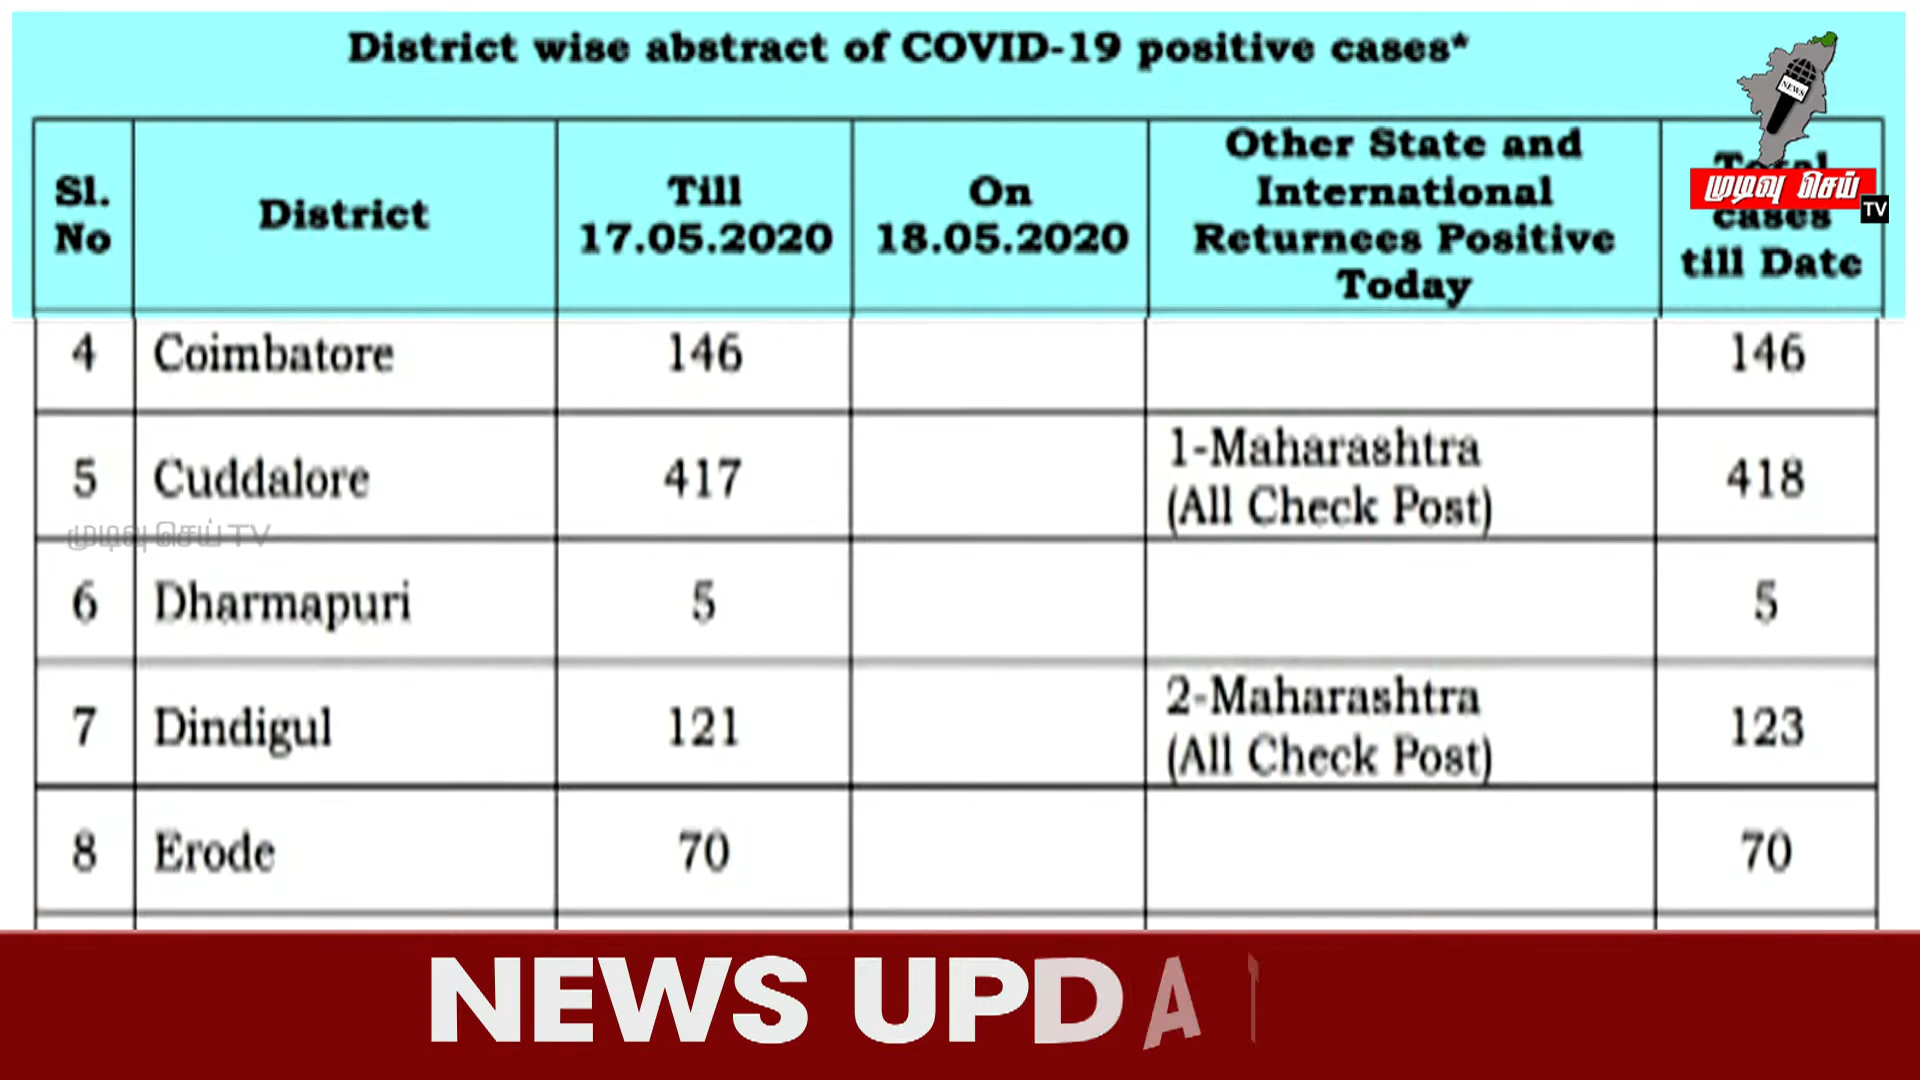 District wise abstract of COVID-19 positive cases*
NEWS
முடிவு செய்
TV
Sl.
No
District
Till
17.05.2020
On
18.05.2020
Other State and
International
Returnees Positive
Today
Total
cases
till Date
4 Coimbatore 146 146
5 Cuddalore 417 1-Maharashtra
(All Check Post) 418
முடிவு செய் TV
6 Dharmapuri 5 5
7 Dindigul 121 2-Maharashtra
(All Check Post) 123
8 Erode 70 70
NEWS UPDA